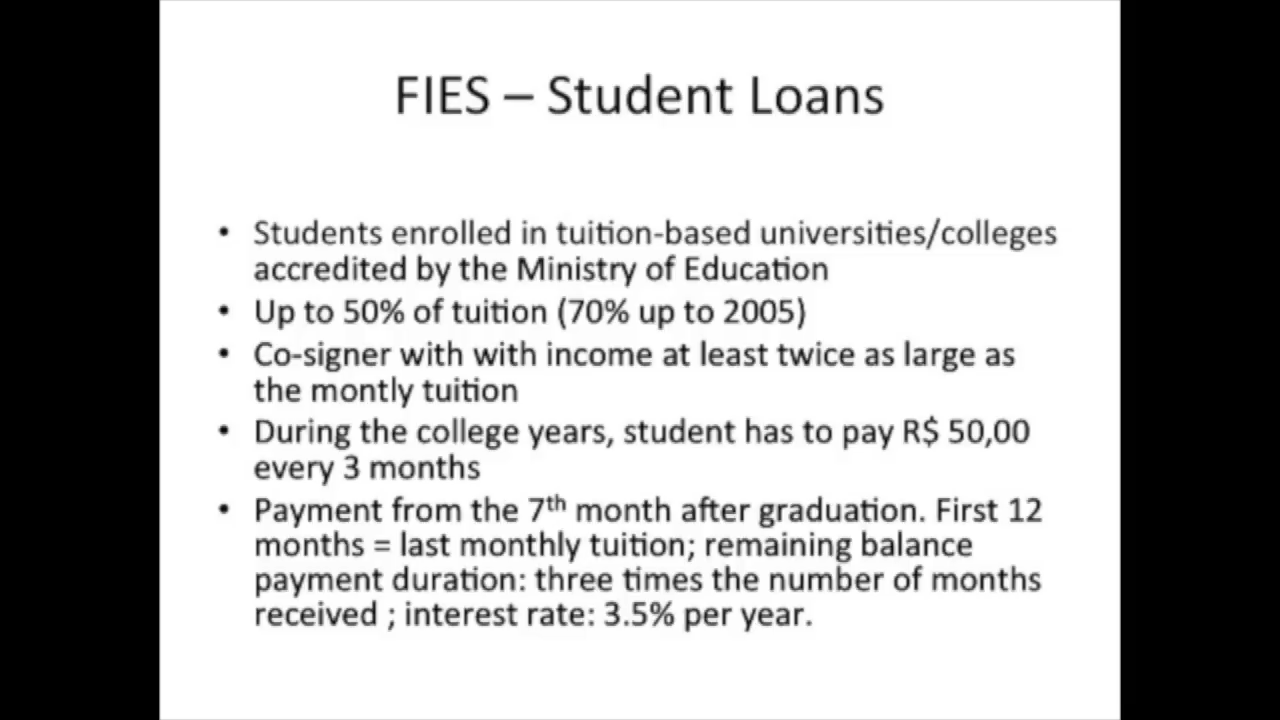 FIES – Student Loans
• Students enrolled in tuition-based universities/colleges
accredited by the Ministry of Education
• Up to 50% of tuition (70% up to 2005)
• Co-signer with with income at least twice as large as
the montly tuition
• During the college years, student has to pay R$ 50,00
every 3 months
• Payment from the 7th month after graduation. First 12
months = last monthly tuition; remaining balance
payment duration: three times the number of months
received ; interest rate: 3.5% per year.